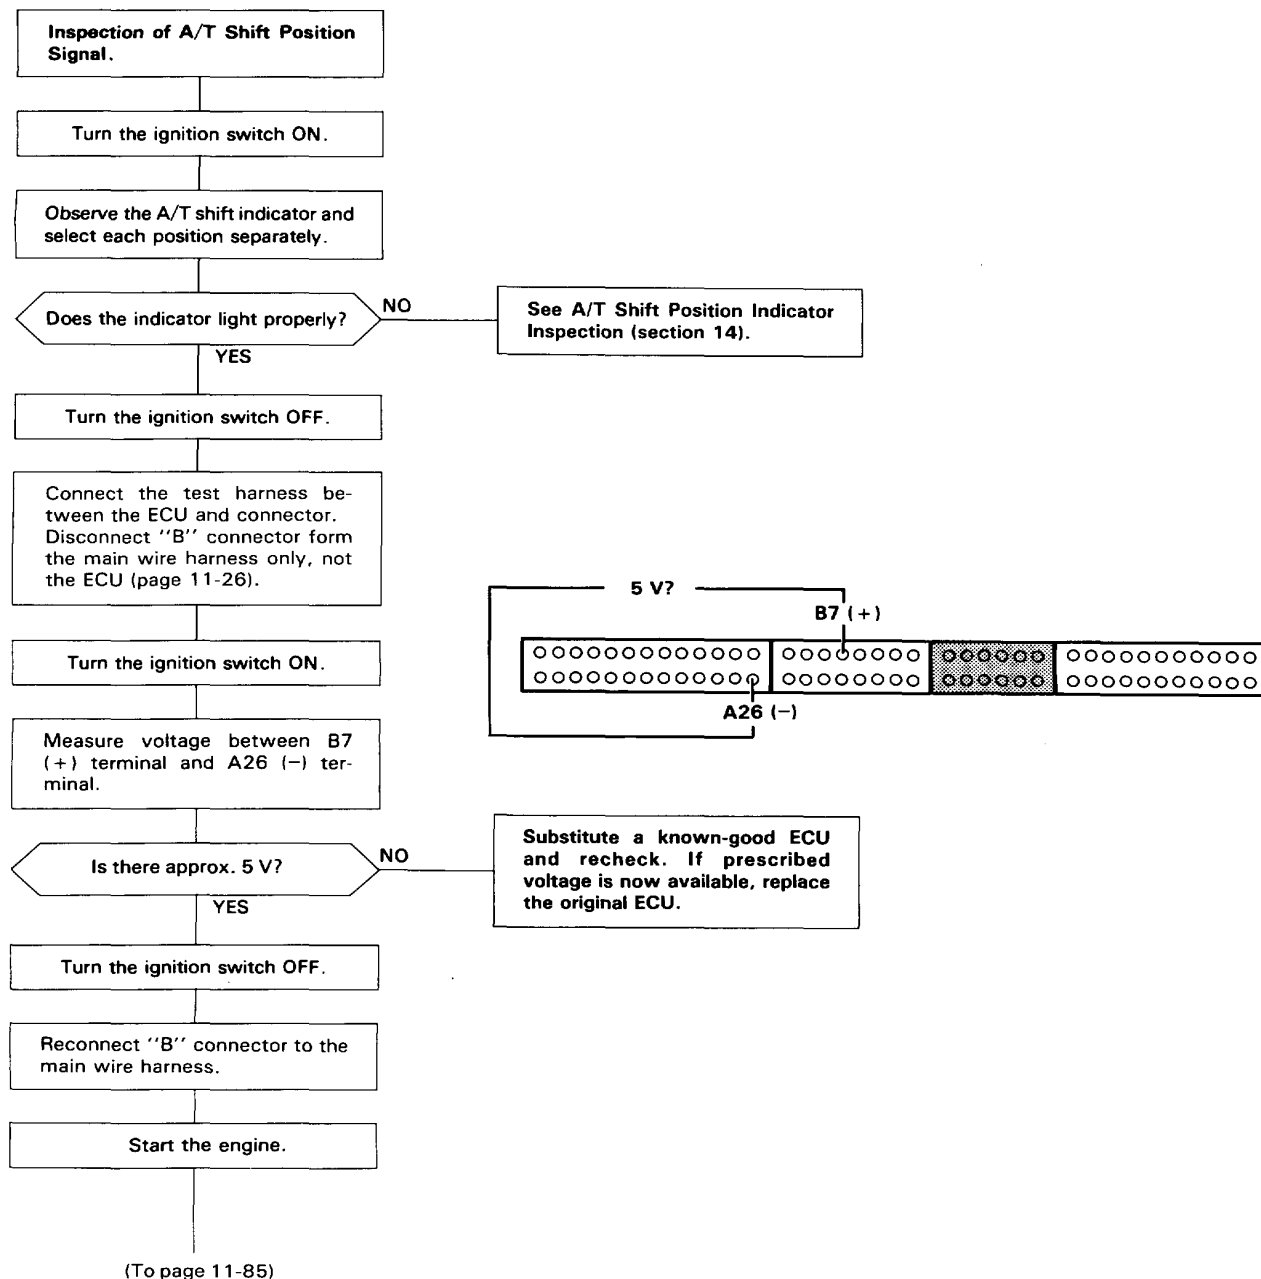 Inspection of A/T Shift Position
Signal.
Turn the ignition switch ON.
Observe the A/T shift indicator and
select each position separately.
Does the indicator light properly?
NO
See A/T Shift Position Indicator
Inspection (section 14).
YES
Turn the ignition switch OFF.
Connect the test harness be-
tween the ECU and connector.
Disconnect "B" connector form
the main wire harness only, not
the ECU (page 11-26).
5 V?
B7 (+)
A26 (−)
Turn the ignition switch ON.
Measure voltage between B7
(+) terminal and A26 (−) ter-
minal.
Is there approx. 5 V?
NO
Substitute a known-good ECU
and recheck. If prescribed
voltage is now available, replace
the original ECU.
YES
Turn the ignition switch OFF.
Reconnect "B" connector to the
main wire harness.
Start the engine.
(To page 11-85)